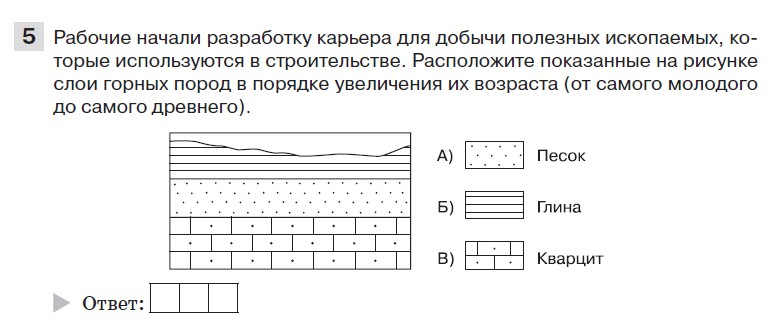 5 Рабочие начали разработку карьера для добычи полезных ископаемых, ко-
торые используются в строительстве. Расположите показанные на рисунке
слои горных пород в порядке увеличения их возраста (от самого молодого
до самого древнего).
А) Песок
Б) Глина
В) Кварцит
Ответ: